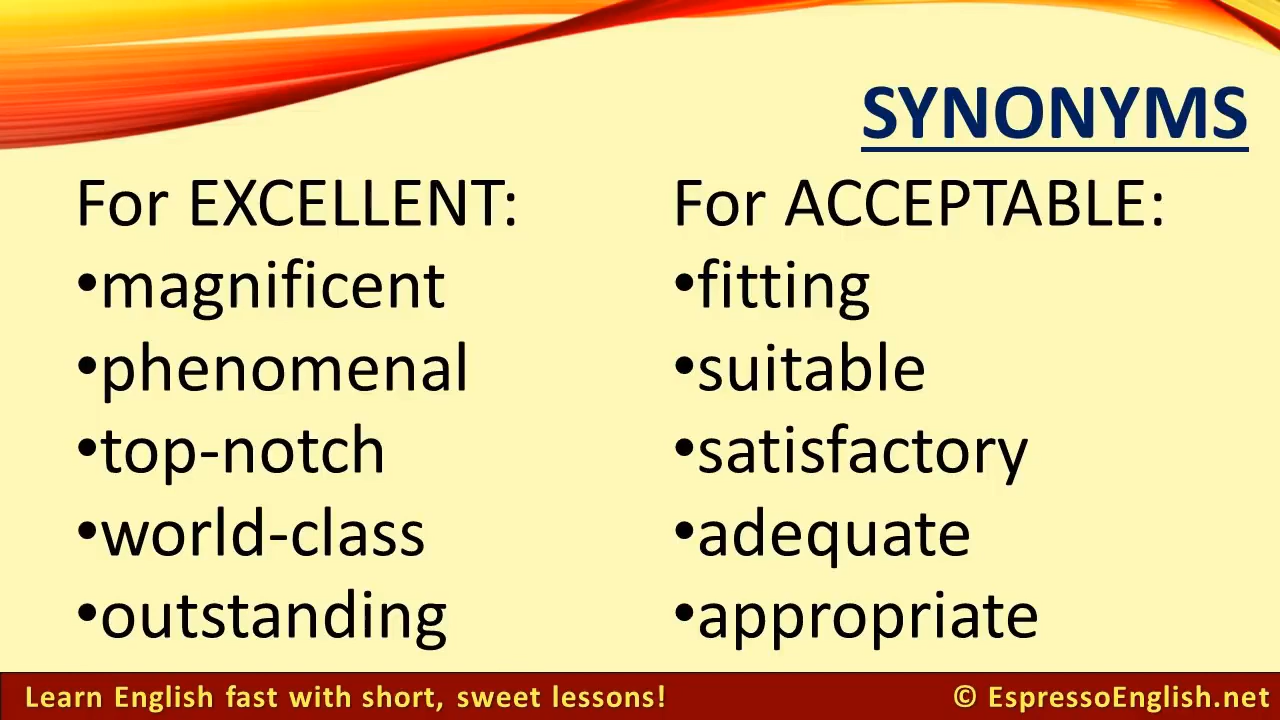 SYNONYMS
For EXCELLENT:
•magnificent
•phenomenal
•top-notch
•world-class
•outstanding
For ACCEPTABLE:
•fitting
•suitable
•satisfactory
•adequate
•appropriate
Learn English fast with short, sweet lessons!
© EspressoEnglish.net